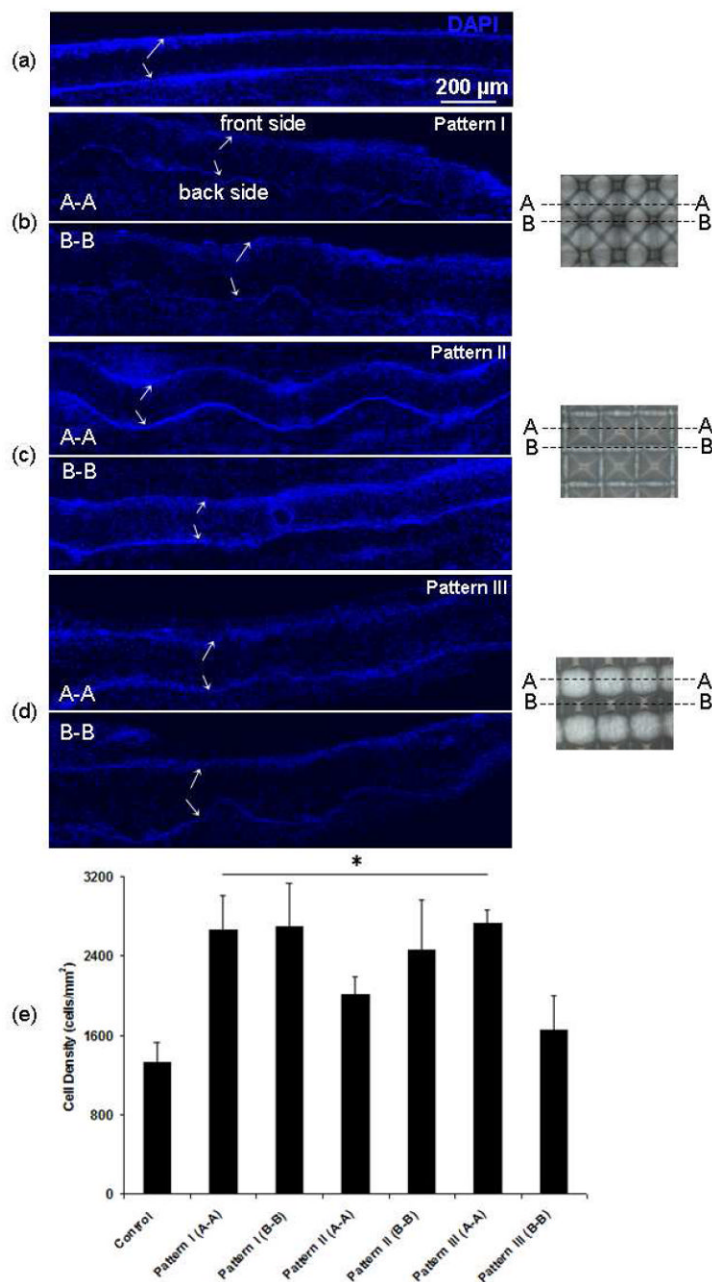 (a)
DAPI
200 µm
(b)
front side
Pattern I
back side
A-A
B-B
A A
B B
(c)
Pattern II
A-A
B-B
A A
B B
(d)
Pattern III
A-A
B-B
A A
B B
(e)
*
Cell Density (cells/mm²)
3200
2400
1600
800
0
Control
Pattern I (A-A)
Pattern I (B-B)
Pattern II (A-A)
Pattern II (B-B)
Pattern III (A-A)
Pattern III (B-B)